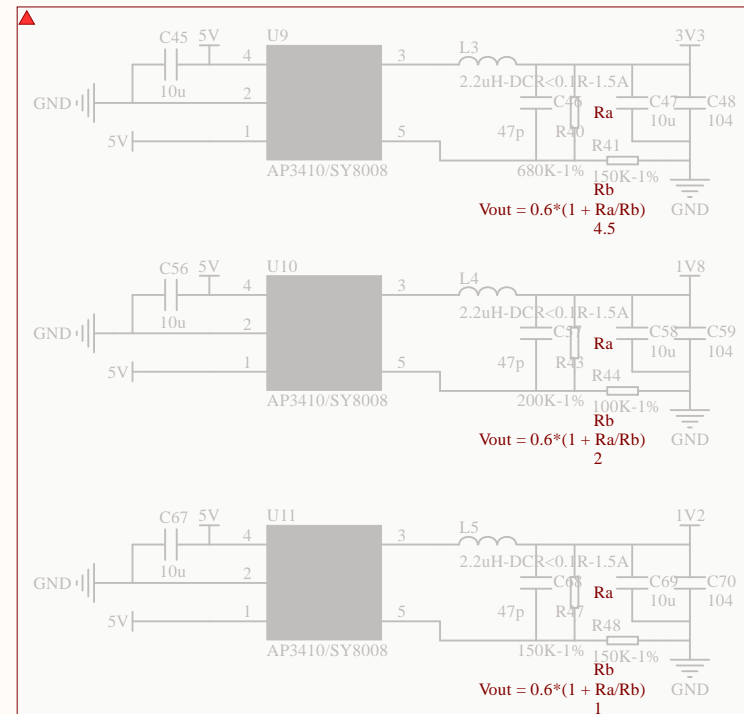 C45
5V
U9
3V3
4
3
L3
10u
2.2uH-DCR<0.1R-1.5A
GND
2
C46
Ra
C47
C48
10u
104
47p
R40
5V
1
5
R41
AP3410/SY8008
680K-1%
150K-1%
Rb
Vout = 0.6*(1 + Ra/Rb)
GND
4.5
C56
5V
U10
1V8
4
3
L4
10u
2.2uH-DCR<0.1R-1.5A
GND
2
C57
Ra
C58
C59
10u
104
47p
R43
5V
1
5
R44
AP3410/SY8008
200K-1%
100K-1%
Rb
Vout = 0.6*(1 + Ra/Rb)
GND
2
C67
5V
U11
1V2
4
3
L5
10u
2.2uH-DCR<0.1R-1.5A
GND
2
C68
Ra
C69
C70
10u
104
47p
R47
5V
1
5
R48
AP3410/SY8008
150K-1%
150K-1%
Rb
Vout = 0.6*(1 + Ra/Rb)
GND
1